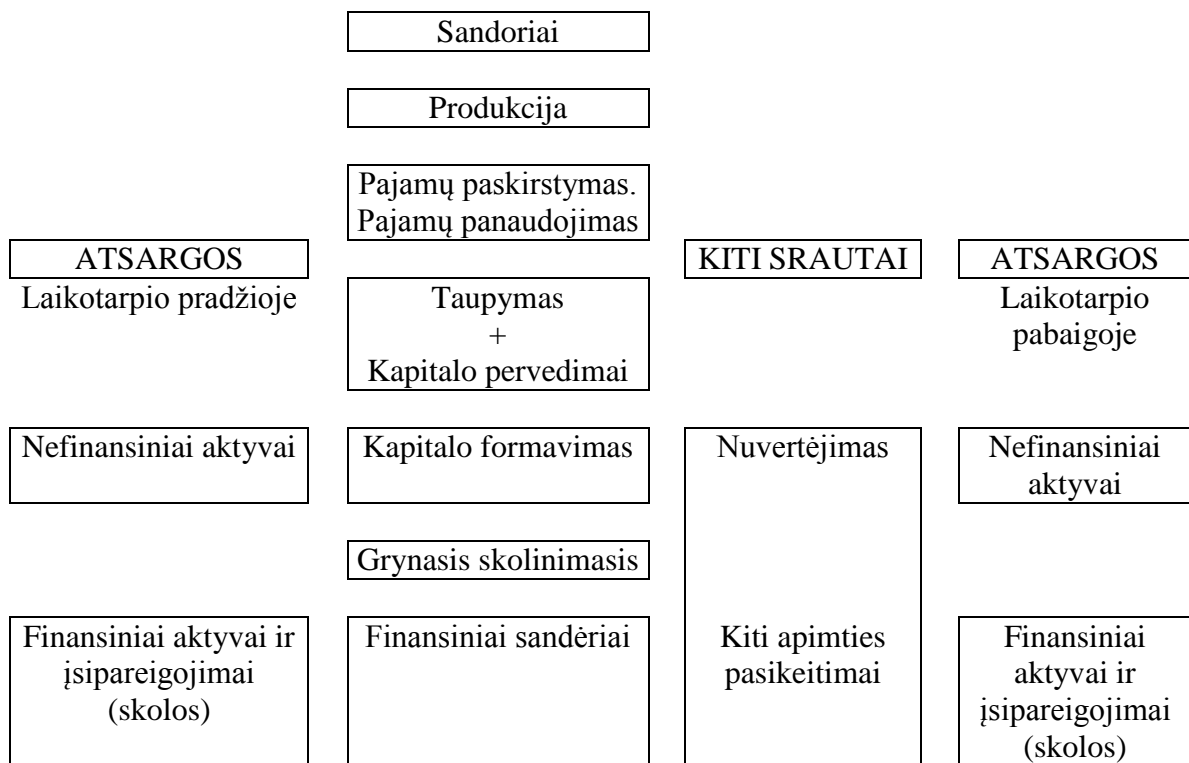 Sandoriai
Produkcija
Pajamų paskirstymas.
Pajamų panaudojimas
ATSARGOS
KITI SRAUTAI
ATSARGOS
Laikotarpio pradžioje
Taupymas
+
Kapitalo pervedimai
Laikotarpio
pabaigoje
Nefinansiniai aktyvai
Kapitalo formavimas
Nuvertėjimas
Nefinansiniai
aktyvai
Grynasis skolinimasis
Finansiniai aktyvai ir
įsipareigojimai
(skolos)
Finansiniai sandėriai
Kiti apimties
pasikeitimai
Finansiniai
aktyvai ir
įsipareigojimai
(skolos)